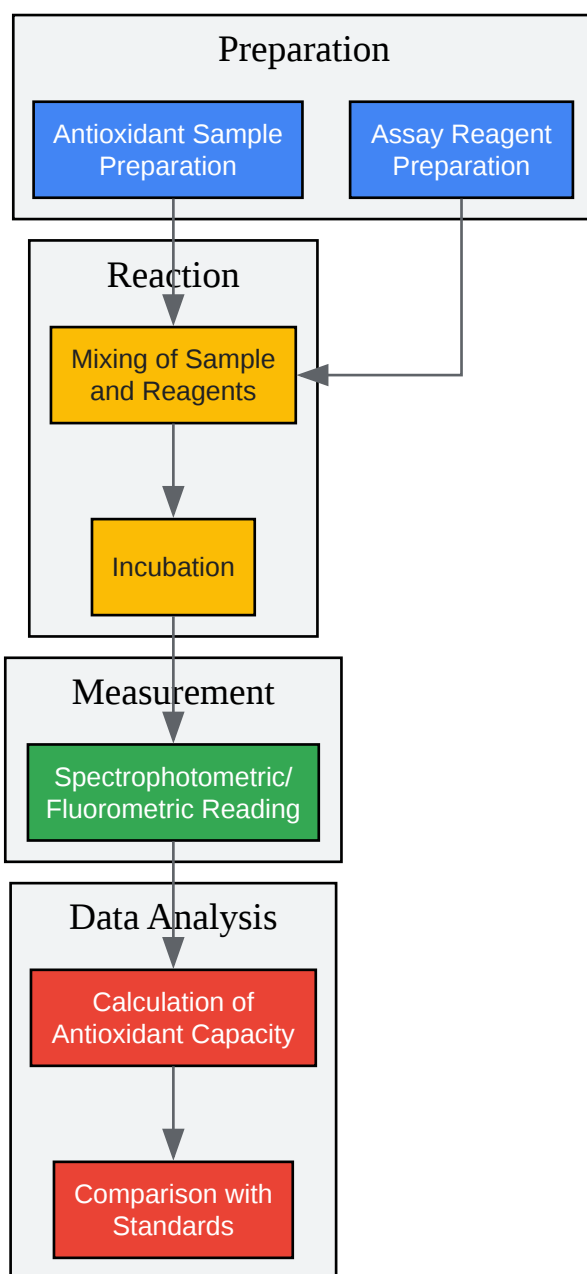 Preparation
Antioxidant Sample
Preparation
Assay Reagent
Preparation
Reaction
Mixing of Sample
and Reagents
Incubation
Measurement
Spectrophotometric/
Fluorometric Reading
Data Analysis
Calculation of
Antioxidant Capacity
Comparison with
Standards